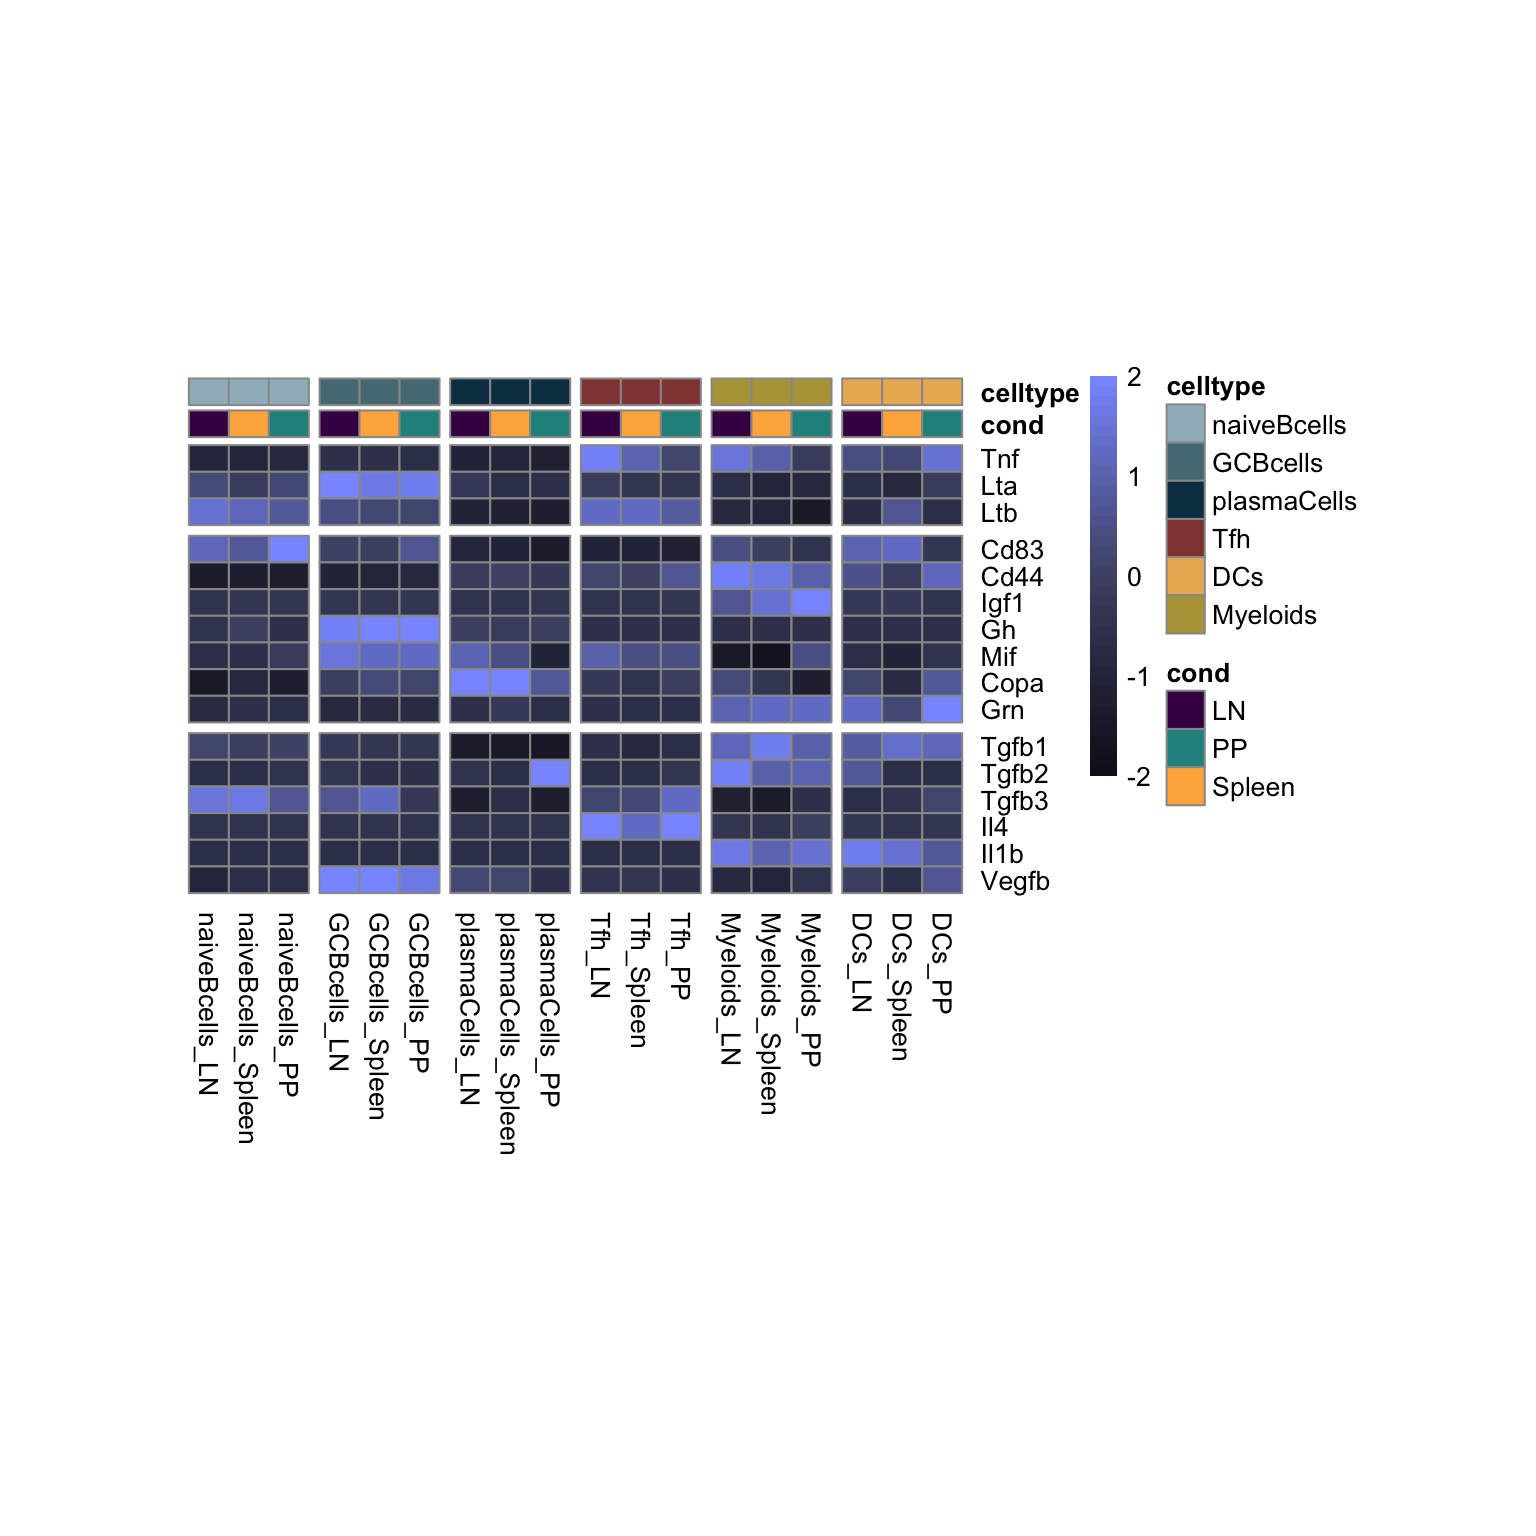 celltype
cond
Tnf
Lta
Ltb
Cd83
Cd44
Igf1
Gh
Mif
Copa
Grn
Tgfb1
Tgfb2
Tgfb3
Il4
Il1b
Vegfb
naiveBcells_LN
naiveBcells_Spleen
naiveBcells_PP
GCBcells_LN
GCBcells_Spleen
GCBcells_PP
plasmaCells_LN
plasmaCells_Spleen
plasmaCells_PP
Tfh_LN
Tfh_Spleen
Tfh_PP
Myeloids_LN
Myeloids_Spleen
Myeloids_PP
DCs_LN
DCs_Spleen
DCs_PP
2
1
0
-1
-2
celltype
naiveBcells
GCBcells
plasmaCells
Tfh
DCs
Myeloids
cond
LN
PP
Spleen